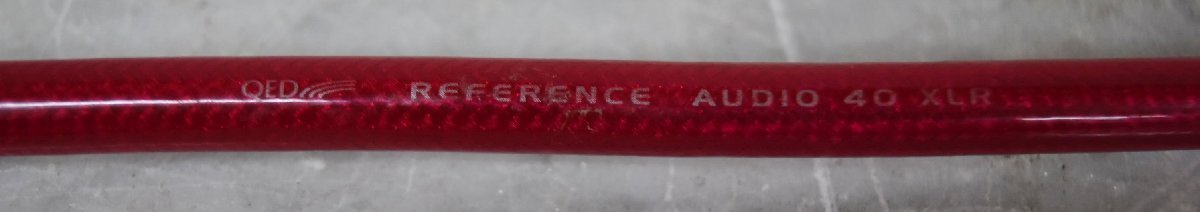 QED REFERENCE AUDIO 40 XLR